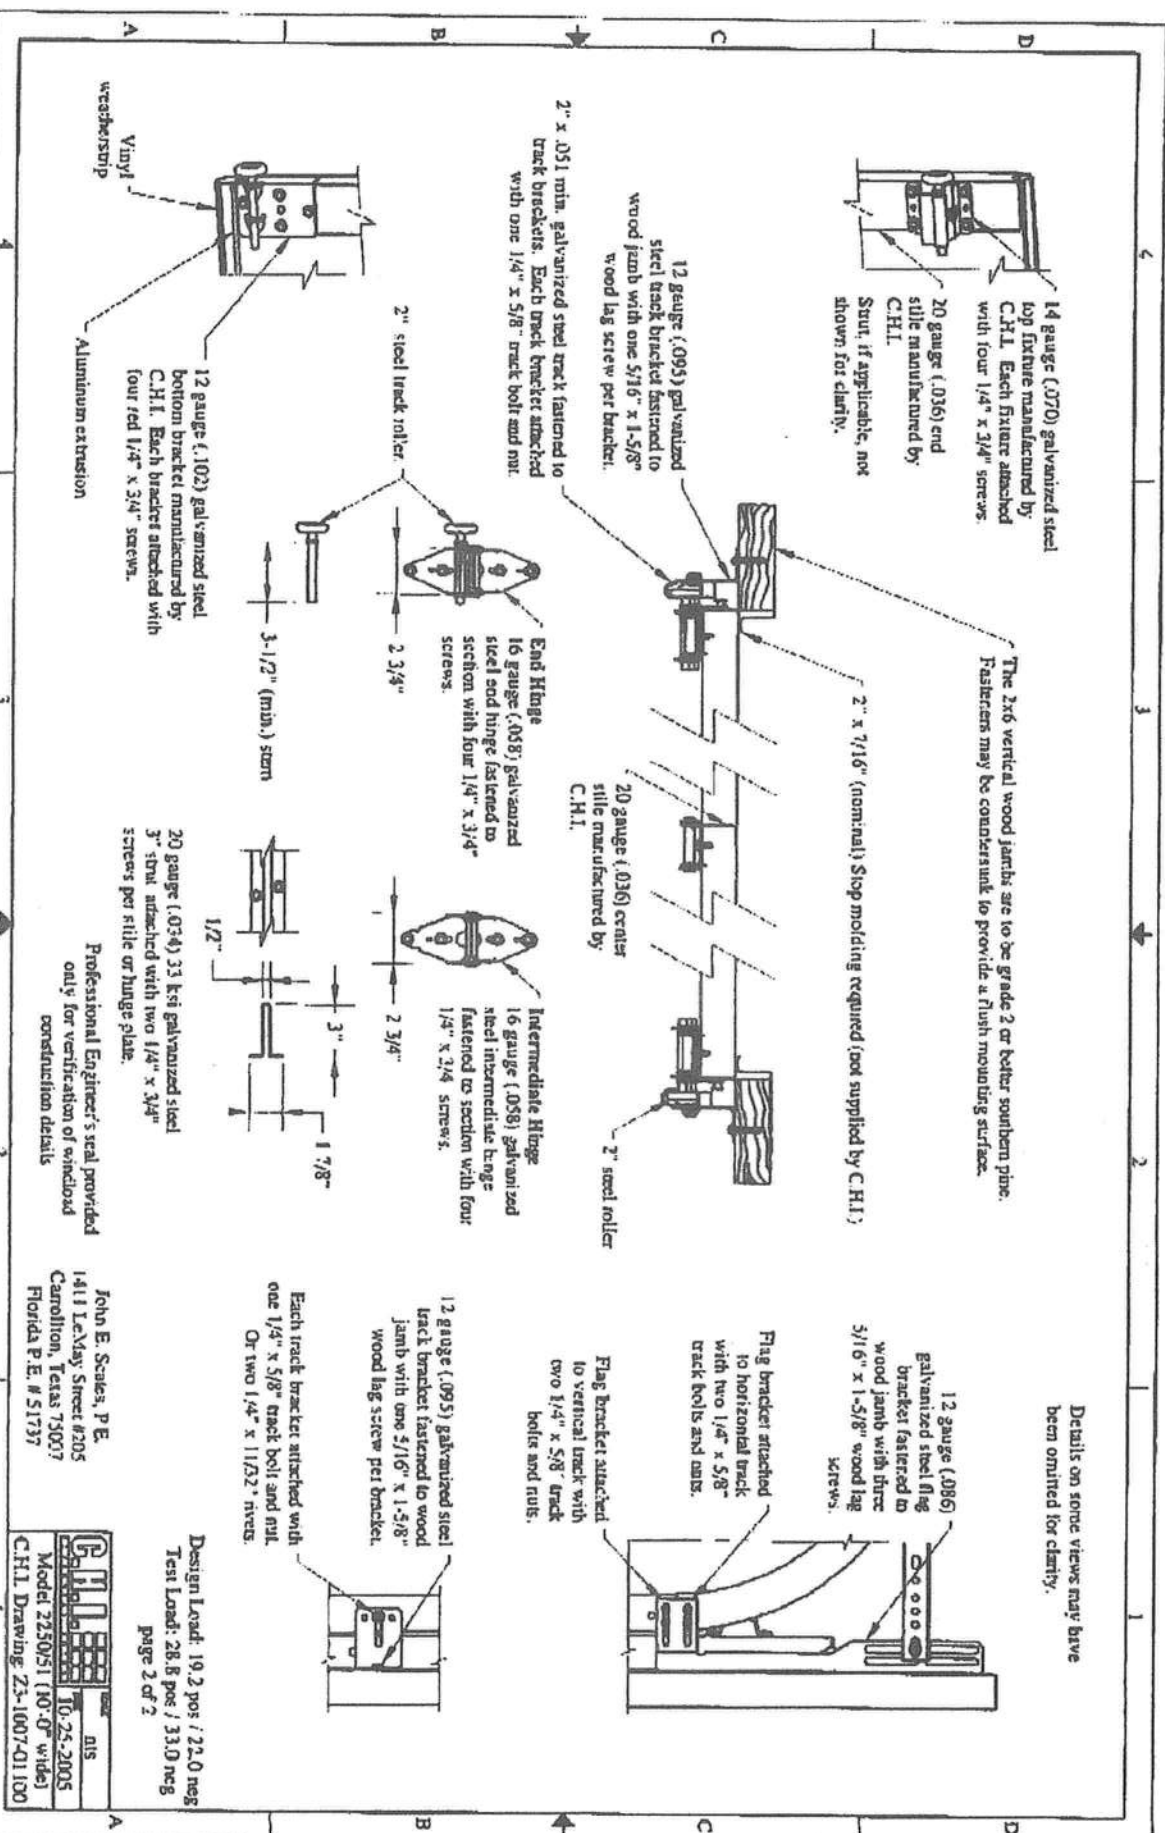 4
3
2
1
D
C
B
A
Details on some views may have
been omitted for clarity.
14 gauge (.070) galvanized steel
top fixture manufactured by
C.H.I. Each fixture attached
with four 1/4" x 3/4" screws.
20 gauge (.036) end
stile manufactured by
C.H.I.
Strut, if applicable, not
shown for clarity.
The 2x6 vertical wood jambs are to be grade 2 or better southern pine.
Fasteners may be countersunk to provide a flush mounting surface.
2" x 7/16" (nominal) Stop molding required (not supplied by C.H.I.)
12 gauge (.095) galvanized
steel track bracket fastened to
wood jamb with one 5/16" x 1-5/8"
wood lag screw per bracket.
2" x .051 min. galvanized steel track fastened to
track brackets. Each track bracket attached
with one 1/4" x 5/8" track bolt and nut.
20 gauge (.036) center
stile manufactured by
C.H.I.
2" steel roller
12 gauge (.086)
galvanized steel flag
bracket fastened to
wood jamb with three
5/16" x 1-5/8" wood lag
screws.
Flag bracket attached
to horizontal track
with two 1/4" x 5/8"
track bolts and nuts.
Flag bracket attached
to vertical track with
two 1/4" x 5/8" track
bolts and nuts.
End Hinge
16 gauge (.058) galvanized
steel end hinge fastened to
section with four 1/4" x 3/4"
screws.
2 3/4"
Intermediate Hinge
16 gauge (.058) galvanized
steel intermediate hinge
fastened to section with four
1/4" x 3/4 screws.
2 3/4"
2" steel track roller.
3-1/2" (min.) stem
3"
1 7/8"
1/2"
20 gauge (.034) 33 ksi galvanized steel
3" strut attached with two 1/4" x 3/4"
screws per stile or hinge plate.
12 gauge (.095) galvanized steel
track bracket fastened to wood
jamb with one 5/16" x 1-5/8"
wood lag screw per bracket.
Each track bracket attached with
one 1/4" x 5/8" track bolt and nut.
Or two 1/4" x 11/32" rivets.
Vinyl
weatherstrip
12 gauge (.102) galvanized steel
bottom bracket manufactured by
C.H.I. Each bracket attached with
four red 1/4" x 3/4" screws.
Aluminum extrusion
Professional Engineer's seal provided
only for verification of windload
construction details
John E. Scates, P.E.
1411 LeMay Street #205
Carrollton, Texas 75007
Florida P.E. # 51737
Design Load: 19.2 pos / 22.0 neg
Test Load: 28.8 pos / 33.0 neg
page 2 of 2
C.H.I.
nts
10-25-2005
Model 2250/51 (10'-0" wide)
C.H.I. Drawing: Z3-1007-01100